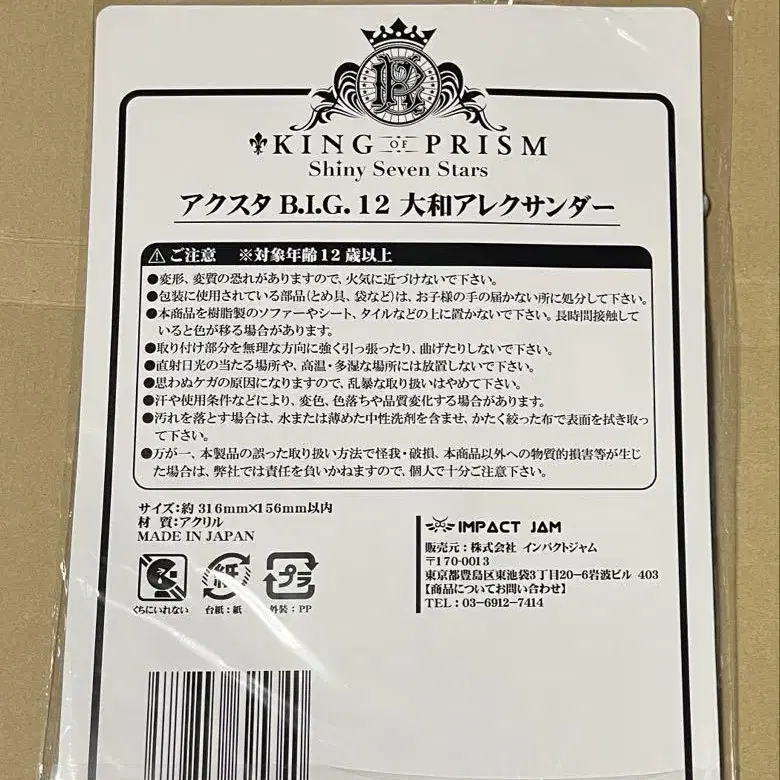 KING OF PRISM
Shiny Seven Stars
アクスタ B.I.G. 12 大和アレクサンダー
ご注意 ※対象年齢12歳以上
●変形、変質の恐れがありますので、火気に近づけないで下さい。
●包装に使用されている部品(とめ具、袋など)は、お子様の手の届かない所に処分して下さい。
●本商品を樹脂製のソファーやシート、タイルなどの上に置かないで下さい。長時間接触して
いると色が移る場合があります。
●取り付け部分を無理な方向に強く引っ張ったり、曲げたりしないで下さい。
●直射日光の当たる場所や、高温・多湿な場所には放置しないで下さい。
●思わぬケガの原因になりますので、乱暴な取り扱いはやめて下さい。
●汗や使用条件などにより、変色、色落ちや品質変化する場合があります。
●汚れを落とす場合は、水または薄めた中性洗剤を含ませ、かたく絞った布で表面を拭き取っ
て下さい。
●万が一、本製品の誤った取り扱い方法で怪我・破損、本商品以外への物質的損害等が生じ
た場合は、弊社では責任を負いかねますので、個人で十分ご注意下さい。
サイズ:約 316mm×156mm以内
材 質:アクリル
MADE IN JAPAN
くちにいれない
紙
台紙:紙
プラ
外装:PP
IMPACT JAM
販売元:株式会社 インパクトジャム
〒170-0013
東京都豊島区東池袋3丁目20-6岩波ビル 403
【商品についてお問い合わせ】
TEL:03-6912-7414